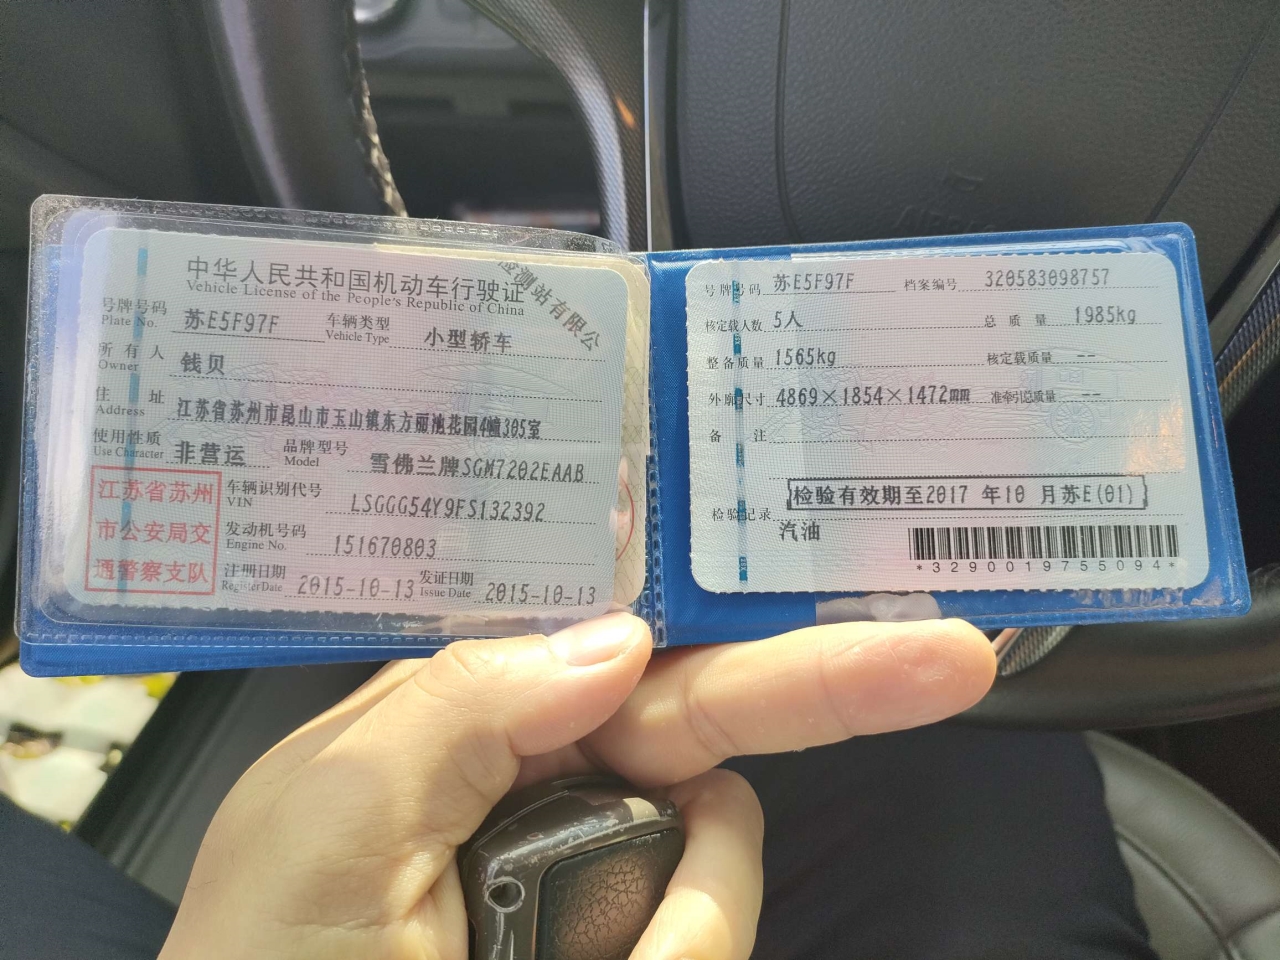 中华人民共和国机动车行驶证
Vehicle License of the People's Republic of China
检测站有限公
号牌号码 苏E5F97F 车辆类型 小型轿车
Plate No. Vehicle Type
所有人 钱贝
Owner
住址 江苏省苏州市昆山市玉山镇东方丽池花园4幢305室
Address
使用性质 非营运 品牌型号 雪佛兰牌SGM7202EAAB
Use Character Model
江苏省苏州
市公安局交
通警察支队
车辆识别代号 LSGGG54Y9FS132392
VIN
发动机号码 151670803
Engine No.
注册日期 2015-10-13 发证日期 2015-10-13
Register Date Issue Date
号牌号码 苏E5F97F 档案编号 320583098757
核定载人数 5人 总质量 1985kg
整备质量 1565kg 核定载质量 --
外廓尺寸 4869×1854×1472mm 准牵引总质量 --
备注
检验有效期至2017年10月苏E(01)
检验记录
汽油
*3290019755094*